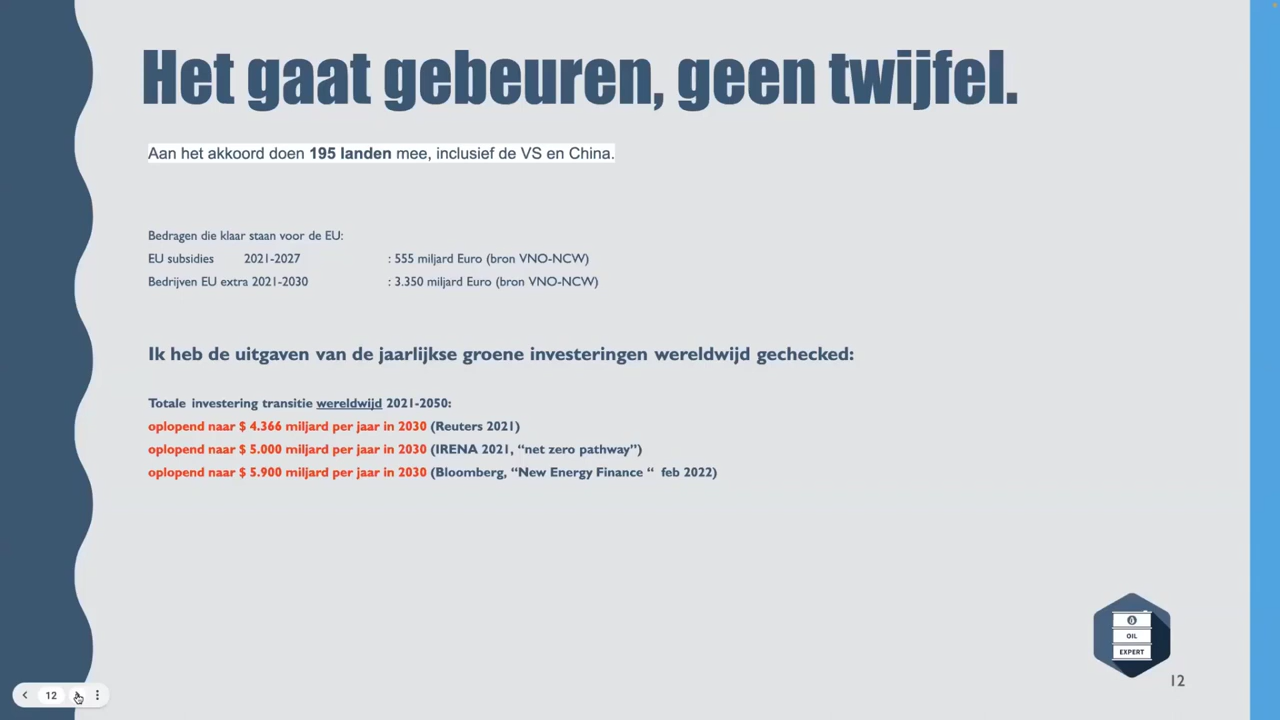 Het gaat gebeuren, geen twijfel.
Aan het akkoord doen 195 landen mee, inclusief de VS en China.
Bedragen die klaar staan voor de EU:
EU subsidies 2021-2027 : 555 miljard Euro (bron VNO-NCW)
Bedrijven EU extra 2021-2030 : 3.350 miljard Euro (bron VNO-NCW)
Ik heb de uitgaven van de jaarlijkse groene investeringen wereldwijd gechecked:
Totale investering transitie wereldwijd 2021-2050:
oplopend naar $ 4.366 miljard per jaar in 2030 (Reuters 2021)
oplopend naar $ 5.000 miljard per jaar in 2030 (IRENA 2021, “net zero pathway”)
oplopend naar $ 5.900 miljard per jaar in 2030 (Bloomberg, “New Energy Finance “ feb 2022)
OIL
EXPERT
12
12